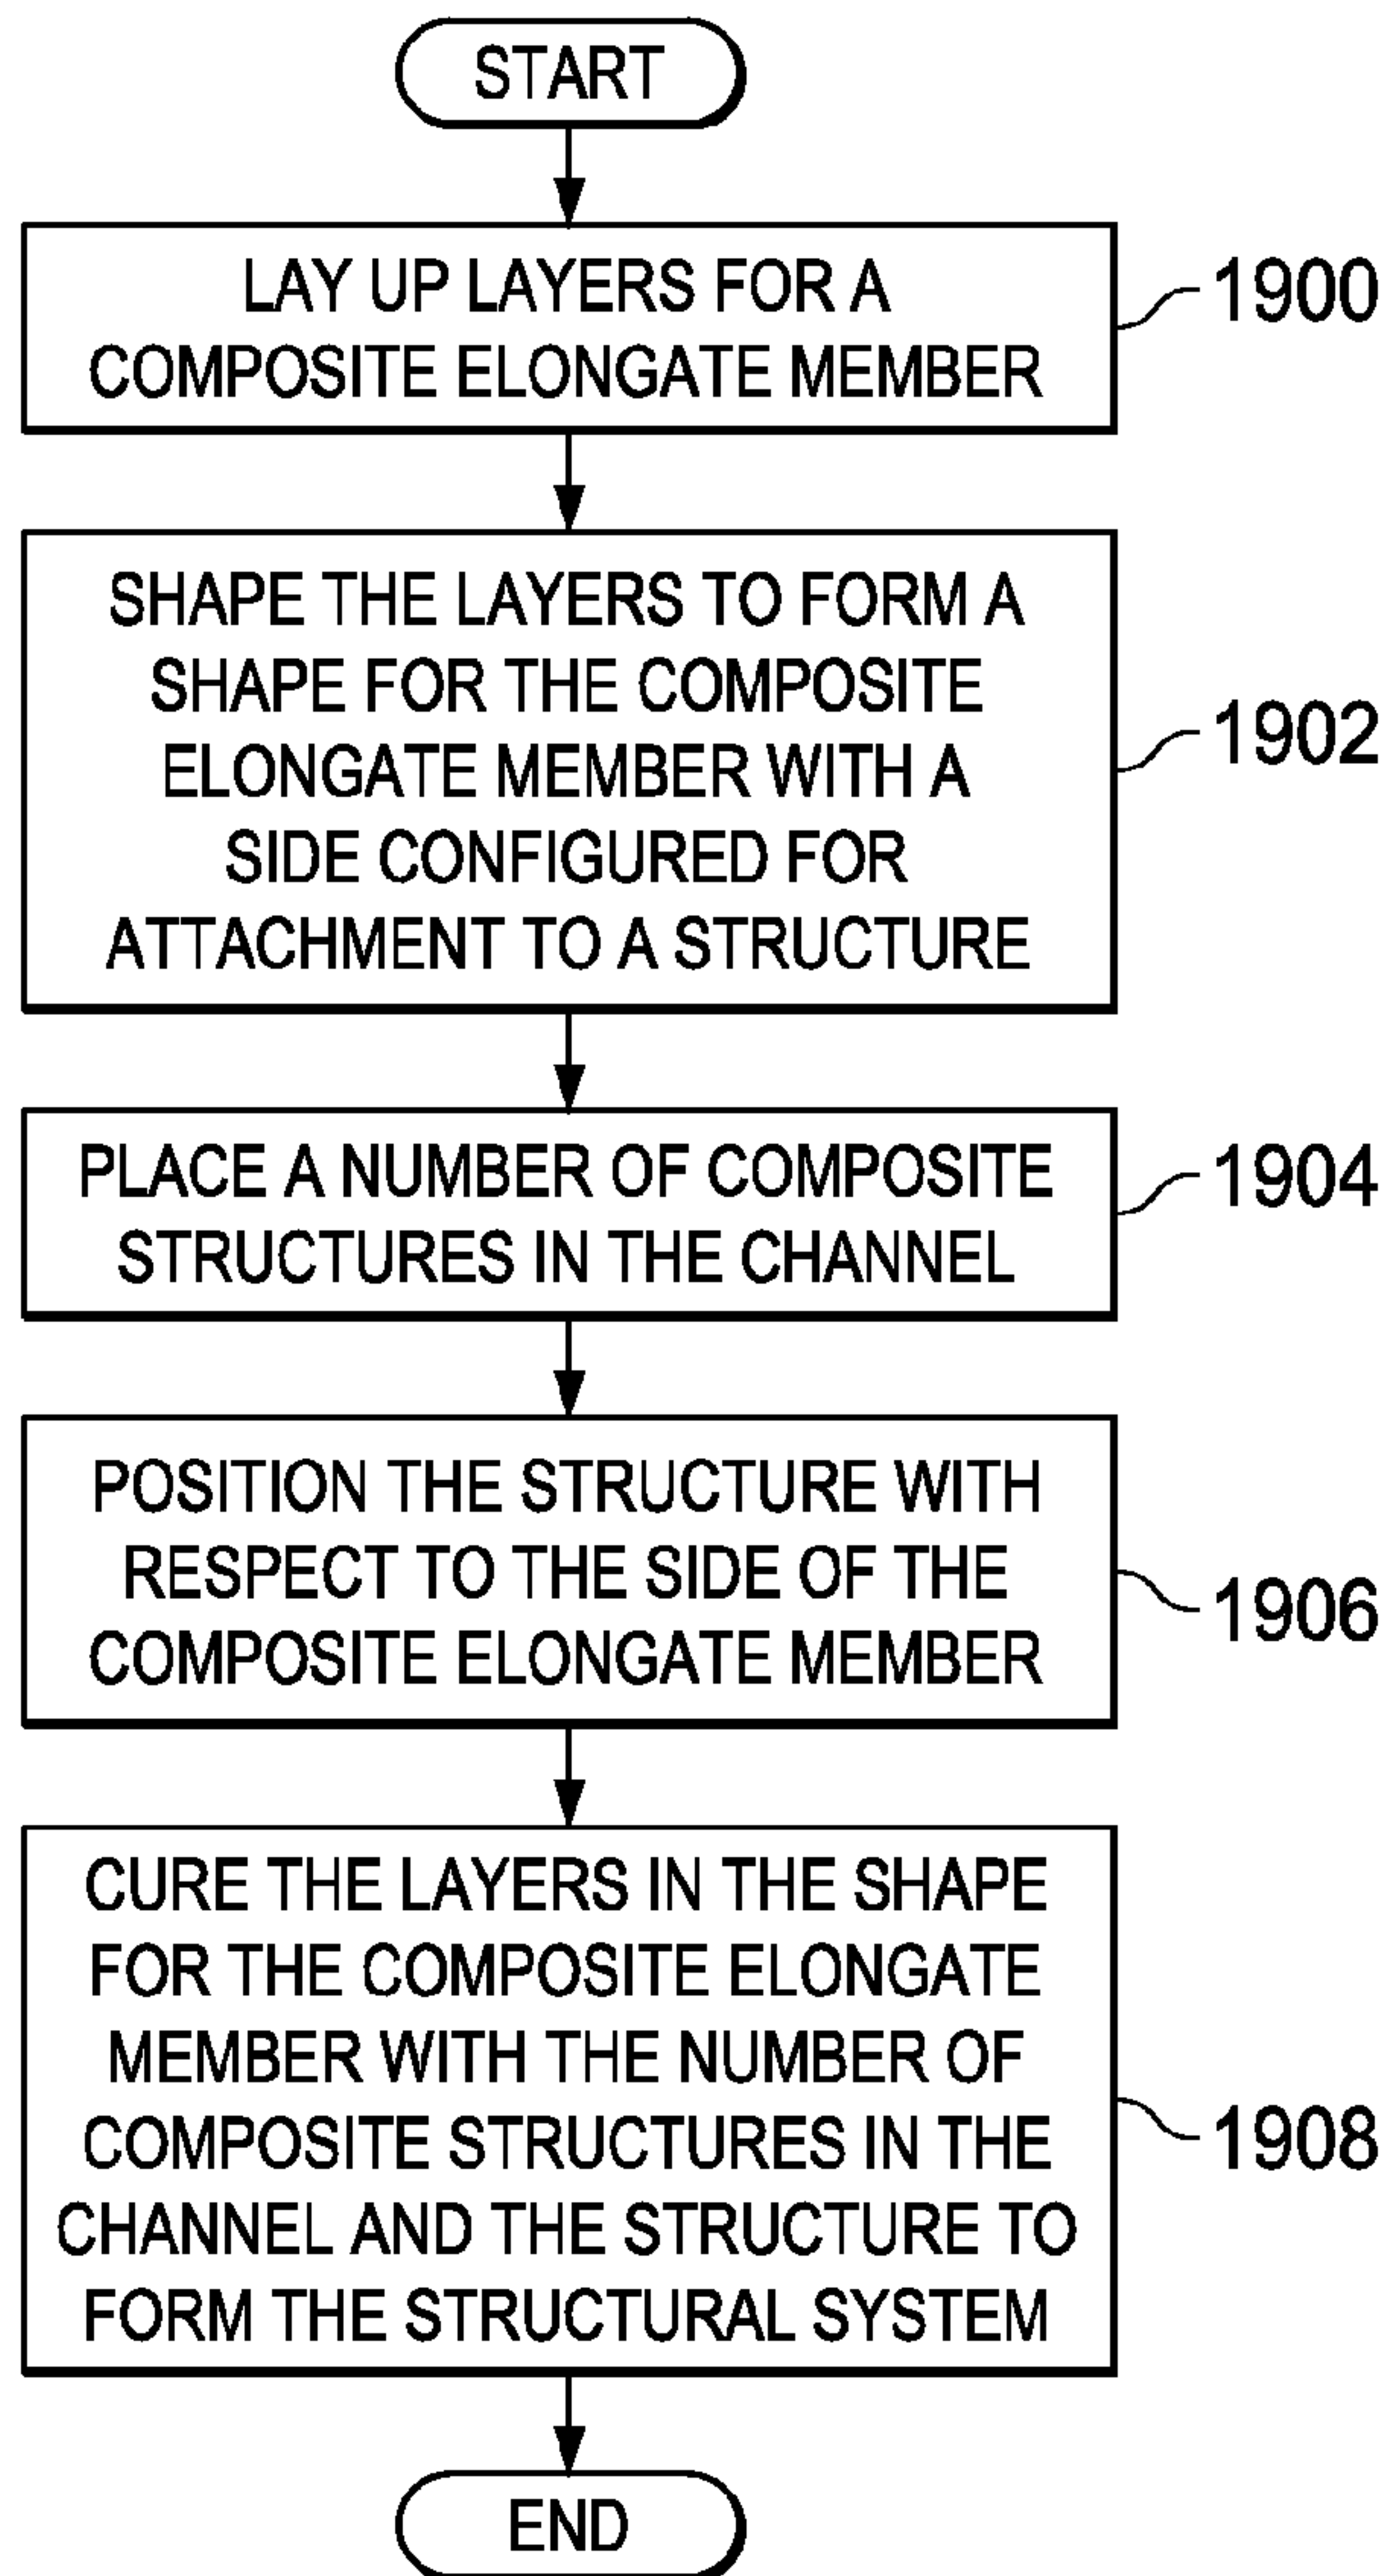 START
LAY UP LAYERS FOR A
COMPOSITE ELONGATE MEMBER
1900
SHAPE THE LAYERS TO FORM A
SHAPE FOR THE COMPOSITE
ELONGATE MEMBER WITH A
SIDE CONFIGURED FOR
ATTACHMENT TO A STRUCTURE
1902
PLACE A NUMBER OF COMPOSITE
STRUCTURES IN THE CHANNEL
1904
POSITION THE STRUCTURE WITH
RESPECT TO THE SIDE OF THE
COMPOSITE ELONGATE MEMBER
1906
CURE THE LAYERS IN THE SHAPE
FOR THE COMPOSITE ELONGATE
MEMBER WITH THE NUMBER OF
COMPOSITE STRUCTURES IN THE
CHANNEL AND THE STRUCTURE TO
FORM THE STRUCTURAL SYSTEM
1908
END